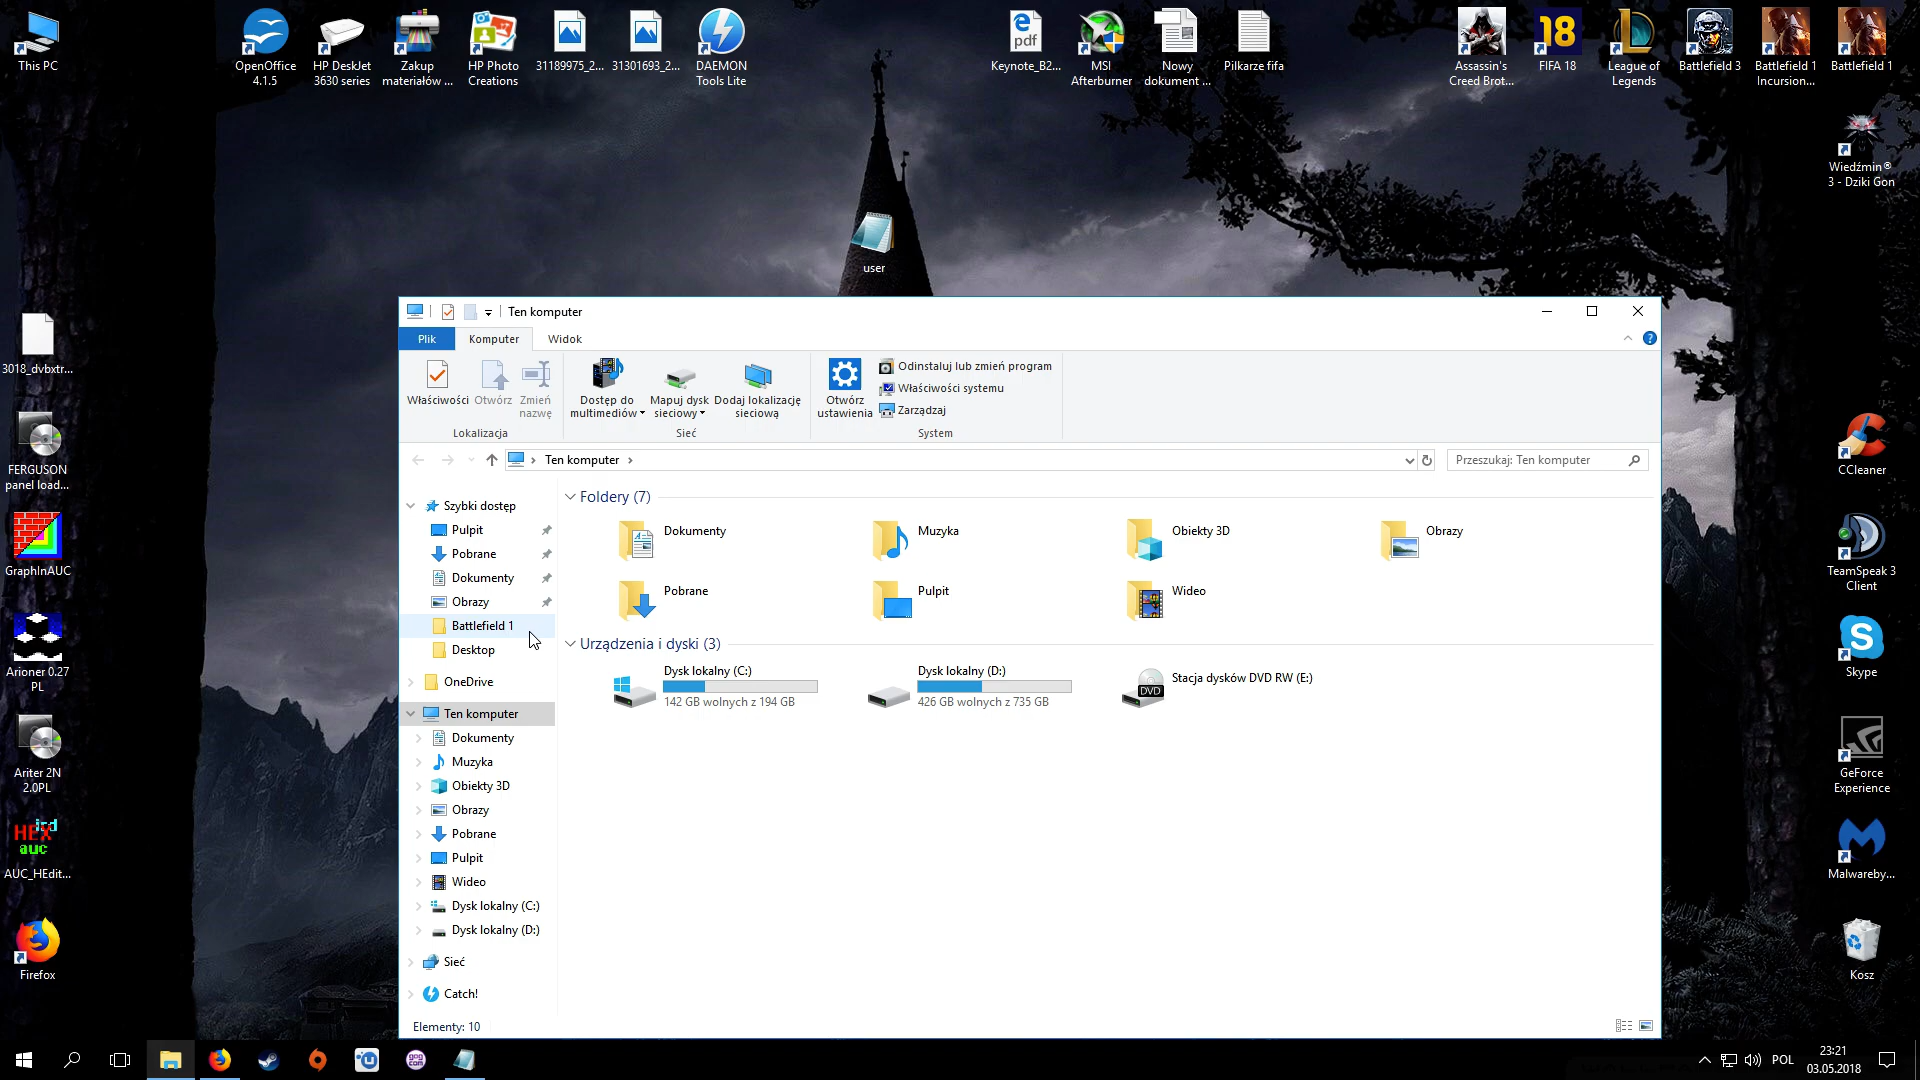 This PC
OpenOffice
4.1.5
HP DeskJet
3630 series
Zakup
materiałów ...
HP Photo
Creations
31189975_2...
31301693_2...
DAEMON
Tools Lite
pdf
Keynote_B2...
MSI
Afterburner
Nowy
dokument ...
Pilkarze fifa
Assassin's
Creed Brot...
18
FIFA 18
League of
Legends
Battlefield 3
Battlefield 1
Incursion...
Battlefield 1
Wiedźmin®
3 - Dziki Gon
user
3018_dvbxtr...
FERGUSON
panel load...
GraphInAUC
Arioner 0.27
PL
Ariter 2N
2.0PL
HEX
auc
AUC_HEdit...
Firefox
CCleaner
TeamSpeak 3
Client
Skype
GeForce
Experience
Malwareby...
Kosz
Ten komputer
Plik
Komputer
Widok
Właściwości
Otwórz
Zmień
nazwę
Lokalizacja
Dostęp do
multimediów
Mapuj dysk
sieciowy
Dodaj lokalizację
sieciową
Sieć
Otwórz
ustawienia
Odinstaluj lub zmień program
Właściwości systemu
Zarządzaj
System
Ten komputer
Przeszukaj: Ten komputer
Szybki dostęp
Pulpit
Pobrane
Dokumenty
Obrazy
Battlefield 1
Desktop
OneDrive
Ten komputer
Dokumenty
Muzyka
Obiekty 3D
Obrazy
Pobrane
Pulpit
Wideo
Dysk lokalny (C:)
Dysk lokalny (D:)
Sieć
Catch!
Foldery (7)
Dokumenty
Muzyka
Obiekty 3D
Obrazy
Pobrane
Pulpit
Wideo
Urządzenia i dyski (3)
Dysk lokalny (C:)
142 GB wolnych z 194 GB
Dysk lokalny (D:)
426 GB wolnych z 735 GB
DVD
Stacja dysków DVD RW (E:)
Elementy: 10
POL
23:21
03.05.2018